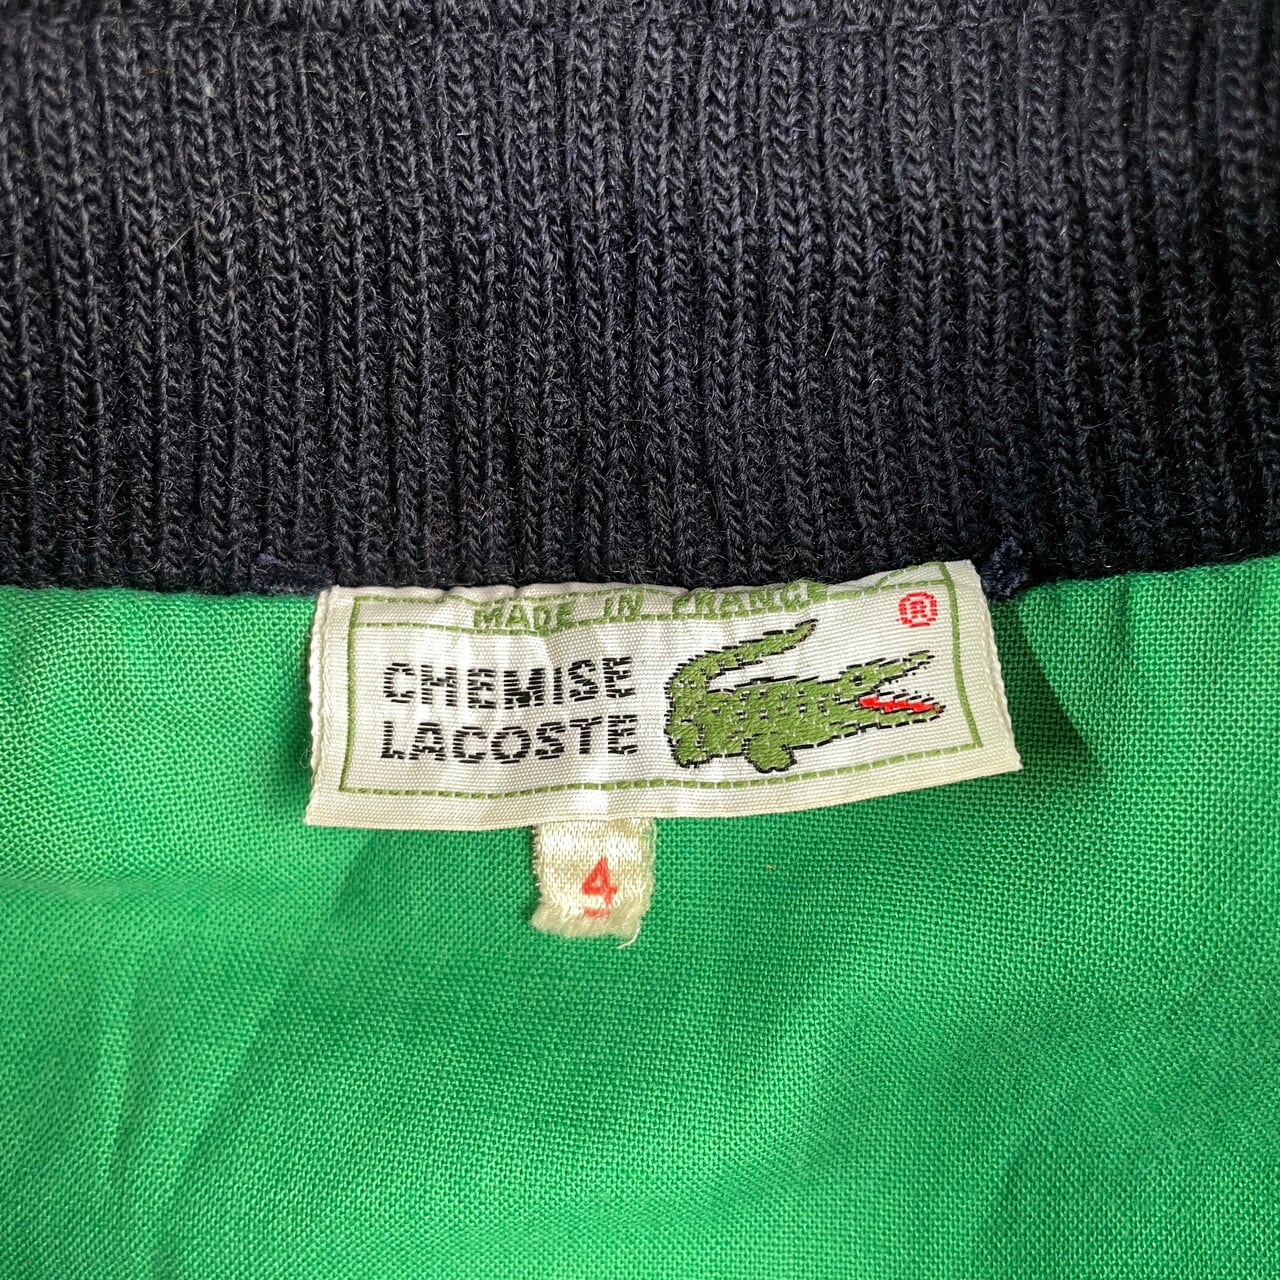 MADE IN FRANCE
®
CHEMISE
LACOSTE
4